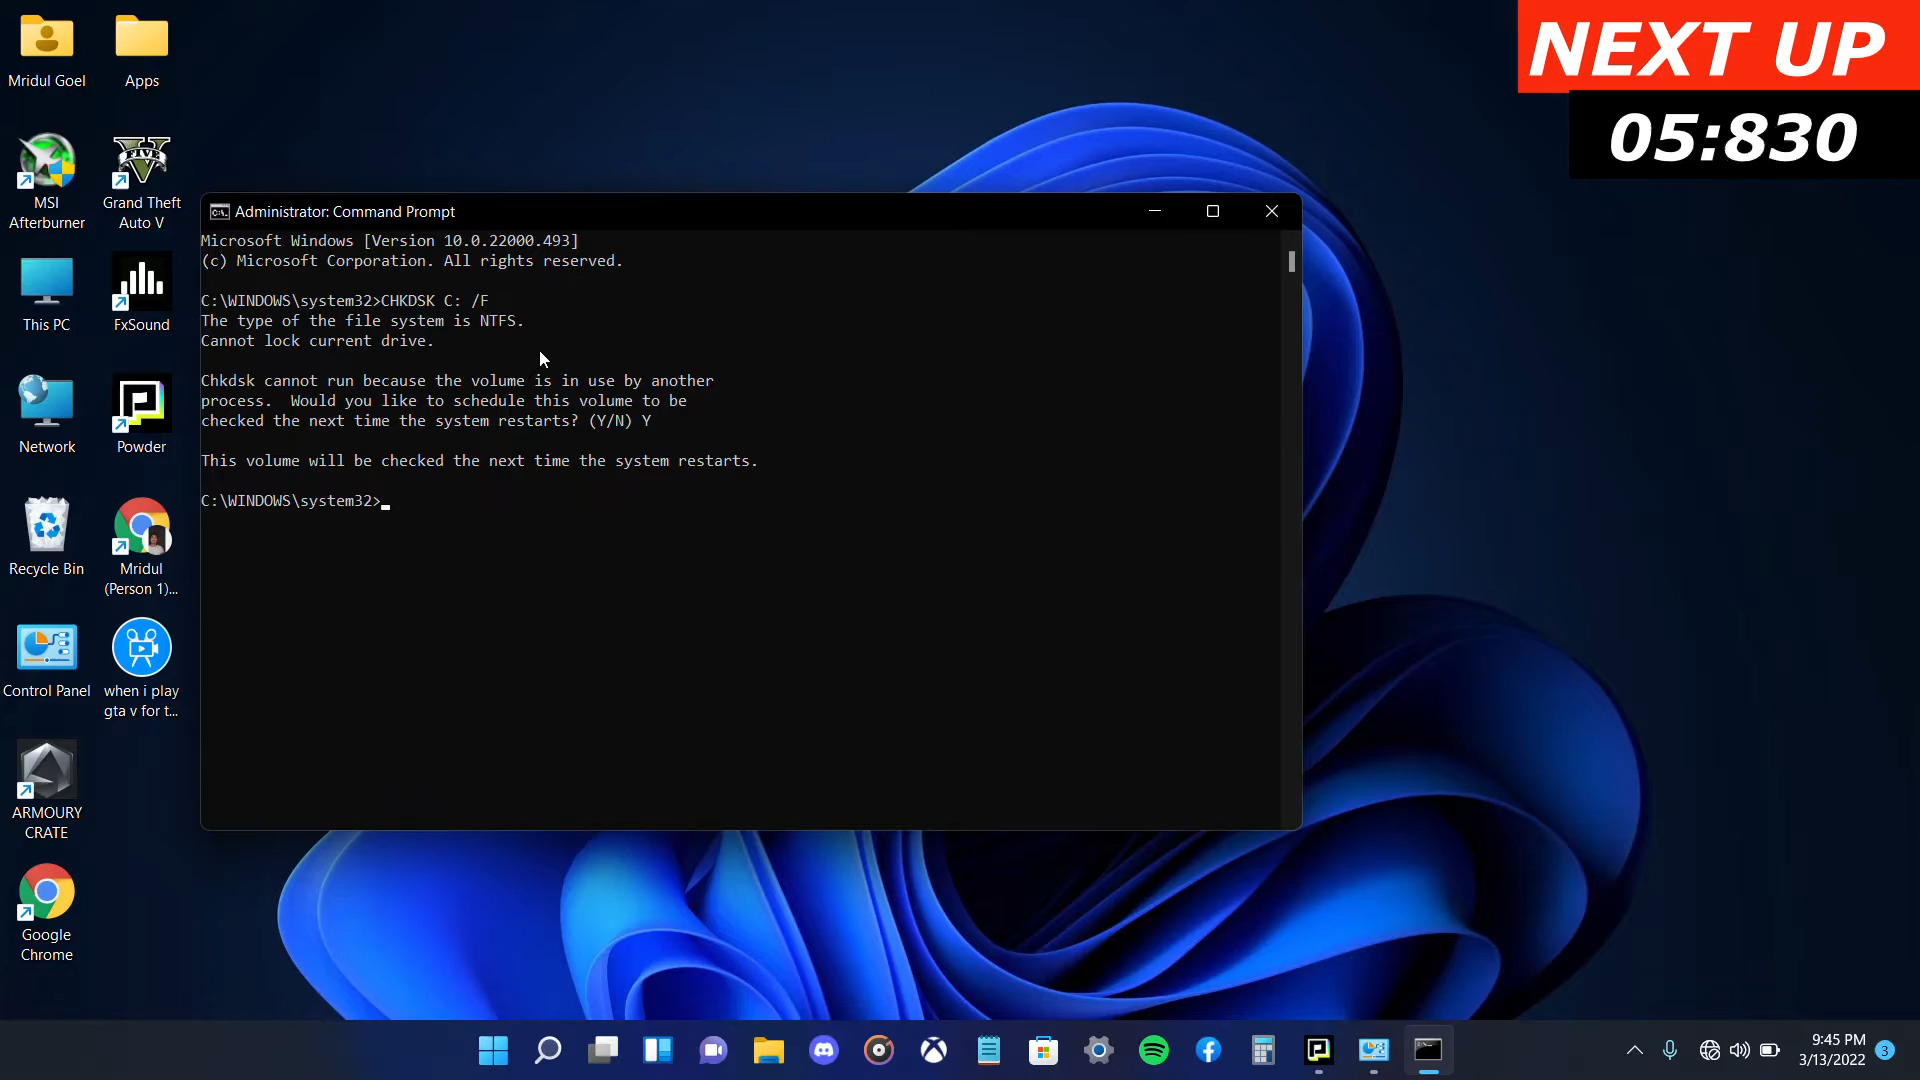 NEXT UP
05:830
Mridul Goel
Apps
MSI
Afterburner
Grand Theft
Auto V
This PC
FxSound
Network
Powder
Recycle Bin
Mridul
(Person 1)...
Control Panel
when i play
gta v for t...
ARMOURY
CRATE
Google
Chrome
Administrator: Command Prompt
Microsoft Windows [Version 10.0.22000.493]
(c) Microsoft Corporation. All rights reserved.
C:\WINDOWS\system32>CHKDSK C: /F
The type of the file system is NTFS.
Cannot lock current drive.
Chkdsk cannot run because the volume is in use by another
process.  Would you like to schedule this volume to be
checked the next time the system restarts? (Y/N) Y
This volume will be checked the next time the system restarts.
C:\WINDOWS\system32>
9:45 PM
3/13/2022
3